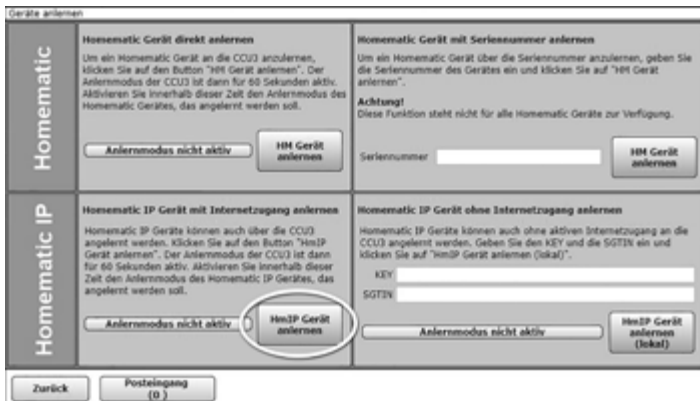 Geräte anlernen
Homematic
Homematic Gerät direkt anlernen
Um ein Homematic Gerät an die CCU3 anzulernen,
klicken Sie auf den Button "HM Gerät anlernen". Der
Anlernmodus der CCU3 ist dann für 60 Sekunden aktiv.
Aktivieren Sie innerhalb dieser Zeit den Anlernmodus des
Homematic Gerätes, das angelernt werden soll.
Anlernmodus nicht aktiv
HM Gerät
anlernen
Homematic Gerät mit Seriennummer anlernen
Um ein Homematic Gerät über die Seriennummer anzulernen, geben Sie
die Seriennummer des Gerätes ein und klicken Sie auf "HM Gerät
anlernen".
Achtung!
Diese Funktion steht nicht für alle Homematic Geräte zur Verfügung.
Seriennummer
HM Gerät
anlernen
Homematic IP
Homematic IP Gerät mit Internetzugang anlernen
Homematic IP Geräte können auch über die CCU3
angelernt werden. Klicken Sie auf den Button "HmIP
Gerät anlernen". Der Anlernmodus der CCU3 ist dann
für 60 Sekunden aktiv. Aktivieren Sie innerhalb dieser
Zeit den Anlernmodus des Homematic IP Gerätes, das
angelernt werden soll.
Anlernmodus nicht aktiv
HmIP Gerät
anlernen
Homematic IP Gerät ohne Internetzugang anlernen
Homematic IP Geräte können auch ohne aktiven Internetzugang an die
CCU3 angelernt werden. Geben Sie den KEY und die SGTIN ein und
klicken Sie auf "HmIP Gerät anlernen (lokal)".
KEY
SGTIN
Anlernmodus nicht aktiv
HmIP Gerät
anlernen
(lokal)
Zurück
Posteingang
(0 )